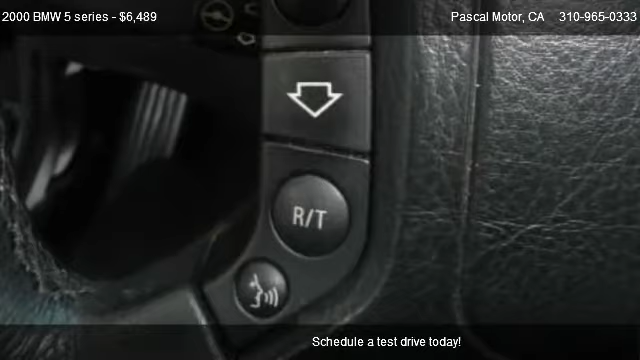 2000 BMW 5 series - $6,489
Pascal Motor, CA 310-965-0333
R/T
Schedule a test drive today!